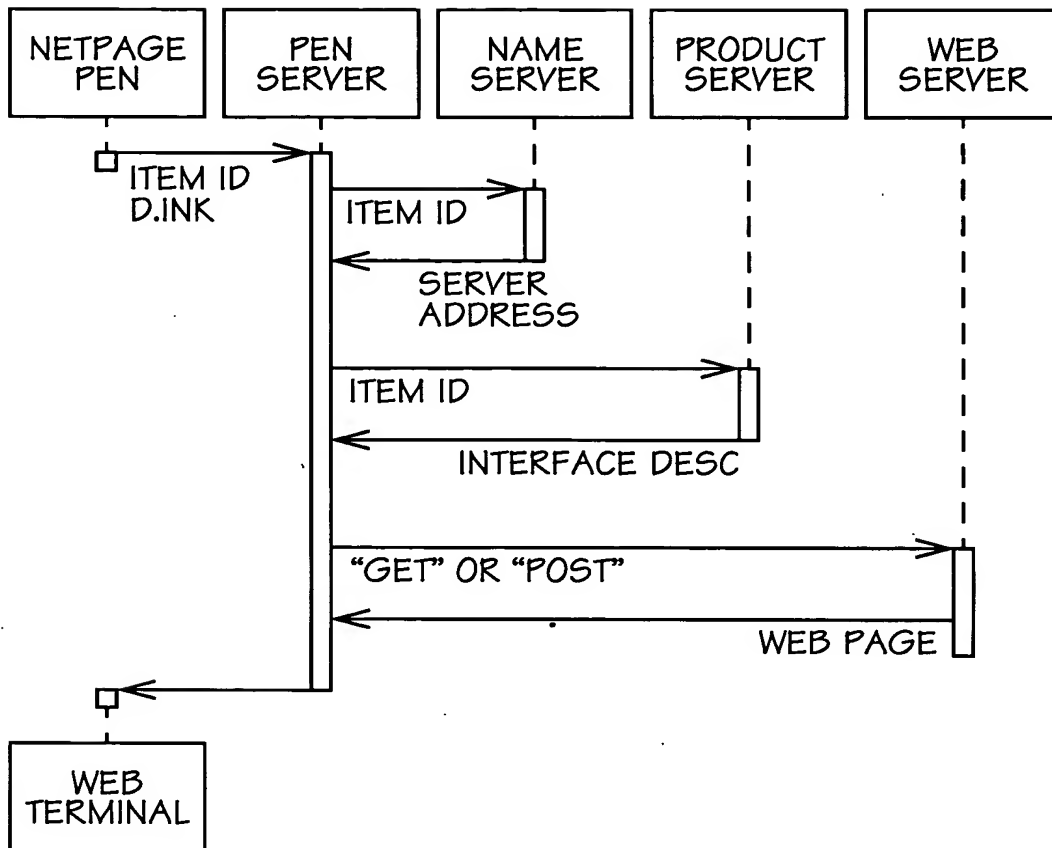 NETPAGE
PEN
PEN
SERVER
NAME
SERVER
PRODUCT
SERVER
WEB
SERVER
ITEM ID
D.INK
ITEM ID
SERVER
ADDRESS
ITEM ID
INTERFACE DESC
“GET” OR “POST”
WEB PAGE
WEB
TERMINAL